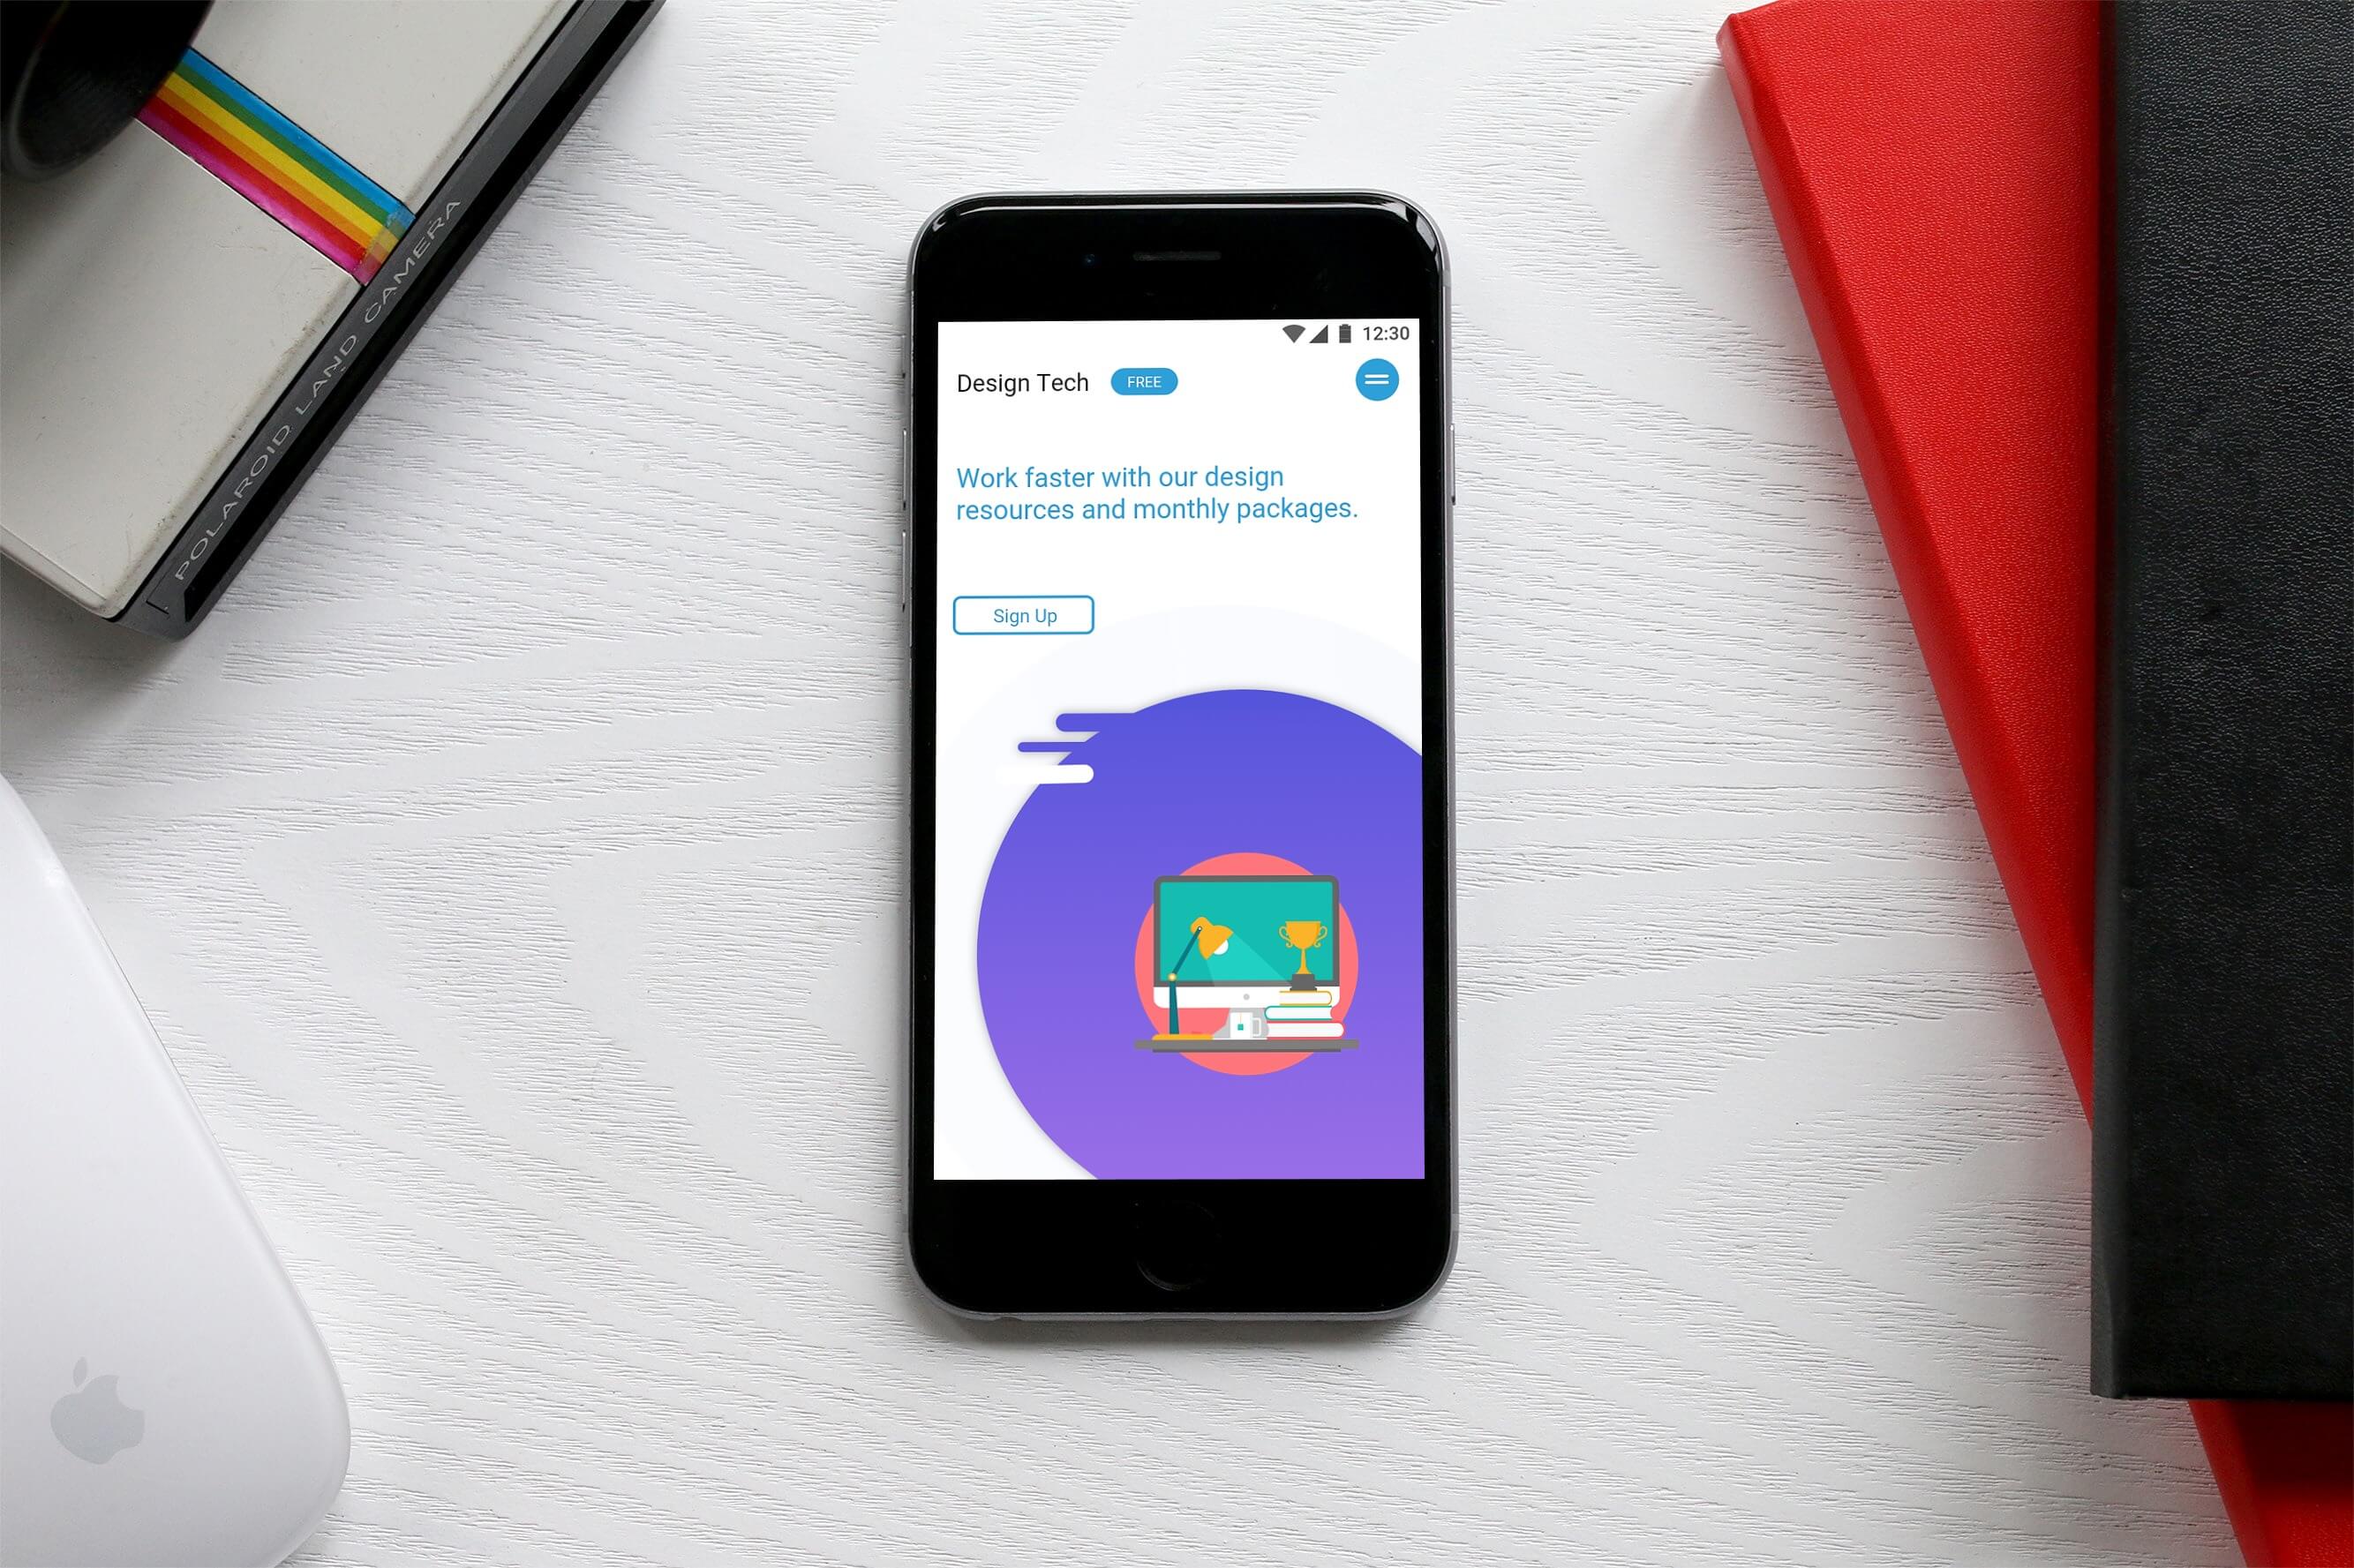 POLAROID LAND CAMERA
12:30
Design Tech FREE
Work faster with our design
resources and monthly packages.
Sign Up